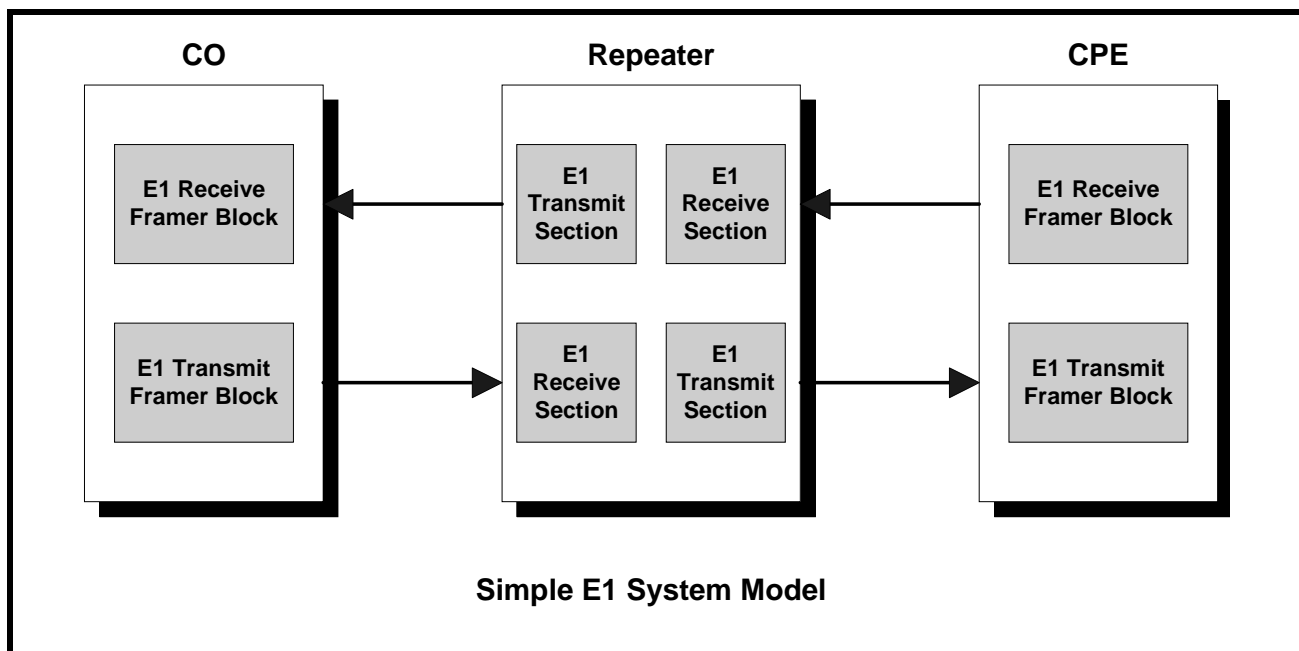 CO
Repeater
CPE
E1 Receive
Framer Block
E1
Transmit
Section
E1
Receive
Section
E1 Receive
Framer Block
E1 Transmit
Framer Block
E1
Receive
Section
E1
Transmit
Section
E1 Transmit
Framer Block
Simple E1 System Model